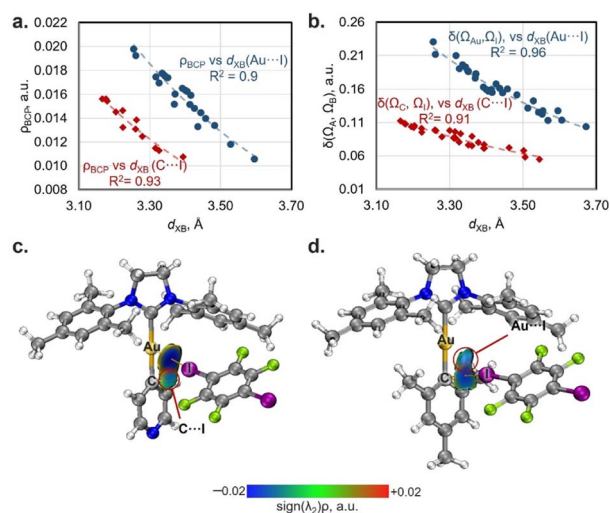 a.
0.022
0.020
0.018
0.016
0.014
0.012
0.010
0.008
ρBCP, a.u.
ρBCP vs dXB(Au···I)
R² = 0.9
ρBCP vs dXB (C···I)
R²= 0.93
3.10 3.30 3.50 3.70
dXB, Å
b.
0.26
0.21
0.16
0.11
0.06
0.01
δ(ΩA, ΩB), a.u.
δ(ΩAu,ΩI), vs dXB(Au···I)
R² = 0.96
δ(ΩC, ΩI), vs dXB (C···I)
R² = 0.91
3.10 3.30 3.50 3.70
dXB, Å
c.
N N
Au
C
I
C···I
d.
N N
Au
Au···I
C
I
−0.02 +0.02
sign(λ2)ρ, a.u.